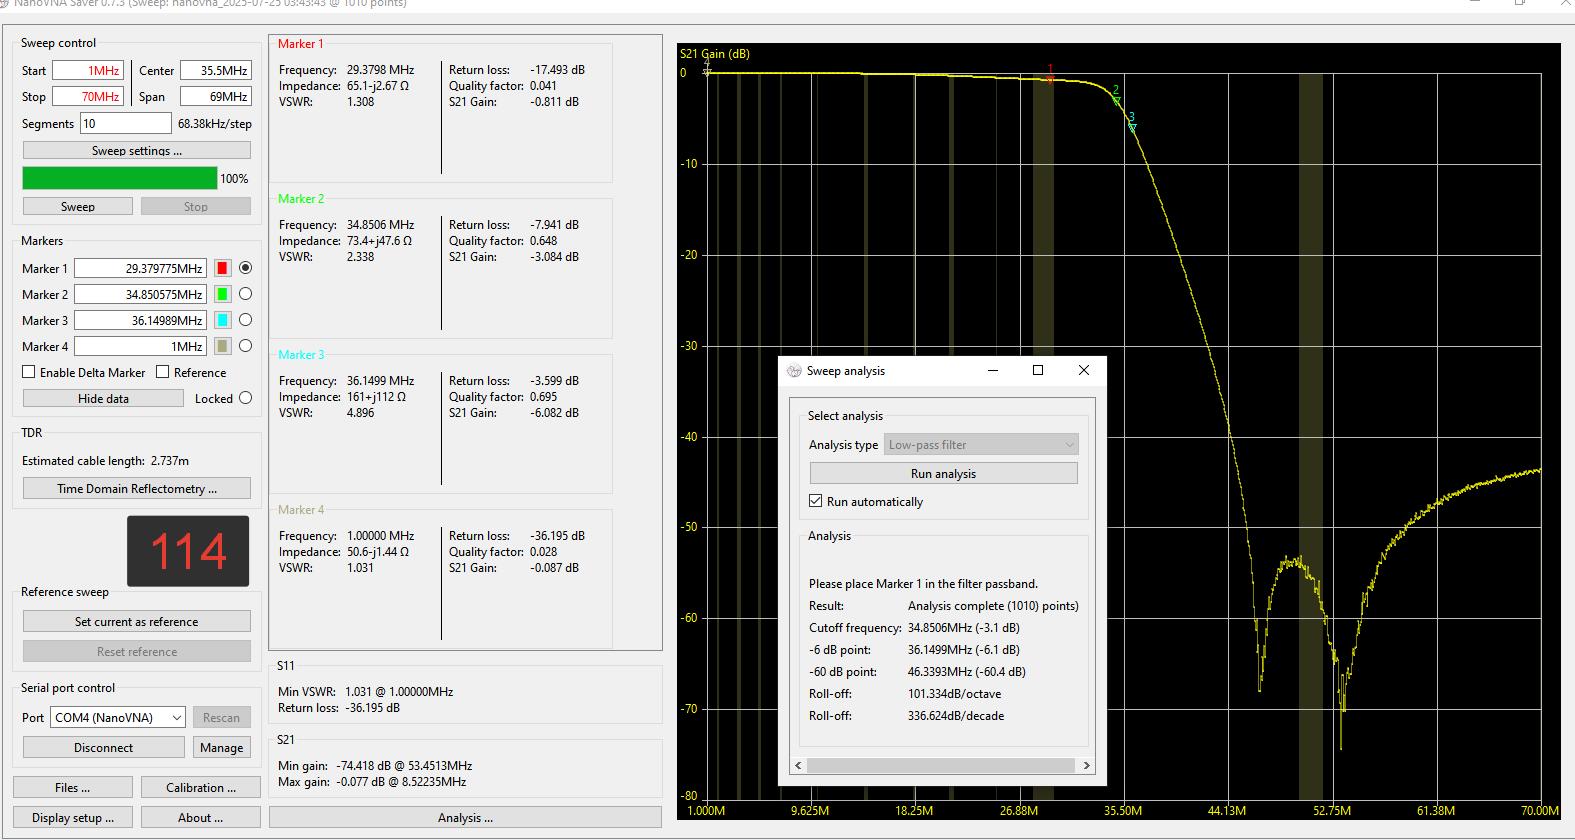 NanoVNA Saver 0.7.3 (Sweep: nanovna_2025-07-25 03:43:43 @ 1010 points)
Sweep control
Start 1MHz Center 35.5MHz
Stop 70MHz Span 69MHz
Segments 10 68.38kHz/step
Sweep settings ...
100%
Sweep Stop
Markers
Marker 1 29.379775MHz
Marker 2 34.850575MHz
Marker 3 36.14989MHz
Marker 4 1MHz
Enable Delta Marker Reference
Hide data Locked
TDR
Estimated cable length: 2.737m
Time Domain Reflectometry ...
114
Reference sweep
Set current as reference
Reset reference
Serial port control
Port COM4 (NanoVNA) Rescan
Disconnect Manage
Files ... Calibration ...
Display setup ... About ...
Marker 1
Frequency: 29.3798 MHz Return loss: -17.493 dB
Impedance: 65.1-j2.67 Ω Quality factor: 0.041
VSWR: 1.308 S21 Gain: -0.811 dB
Marker 2
Frequency: 34.8506 MHz Return loss: -7.941 dB
Impedance: 73.4+j47.6 Ω Quality factor: 0.648
VSWR: 2.338 S21 Gain: -3.084 dB
Marker 3
Frequency: 36.1499 MHz Return loss: -3.599 dB
Impedance: 161+j112 Ω Quality factor: 0.695
VSWR: 4.896 S21 Gain: -6.082 dB
Marker 4
Frequency: 1.00000 MHz Return loss: -36.195 dB
Impedance: 50.6-j1.44 Ω Quality factor: 0.028
VSWR: 1.031 S21 Gain: -0.087 dB
S11
Min VSWR: 1.031 @ 1.00000MHz
Return loss: -36.195 dB
S21
Min gain: -74.418 dB @ 53.4513MHz
Max gain: -0.077 dB @ 8.52235MHz
Analysis ...
S21 Gain (dB)
4
1
2
3
0
-10
-20
-30
-40
-50
-60
-70
-80
1.000M 9.625M 18.25M 26.88M 35.50M 44.13M 52.75M 61.38M 70.00M
Sweep analysis
Select analysis
Analysis type Low-pass filter
Run analysis
Run automatically
Analysis
Please place Marker 1 in the filter passband.
Result: Analysis complete (1010) points)
Cutoff frequency: 34.8506MHz (-3.1 dB)
-6 dB point: 36.1499MHz (-6.1 dB)
-60 dB point: 46.3393MHz (-60.4 dB)
Roll-off: 101.334dB/octave
Roll-off: 336.624dB/decade